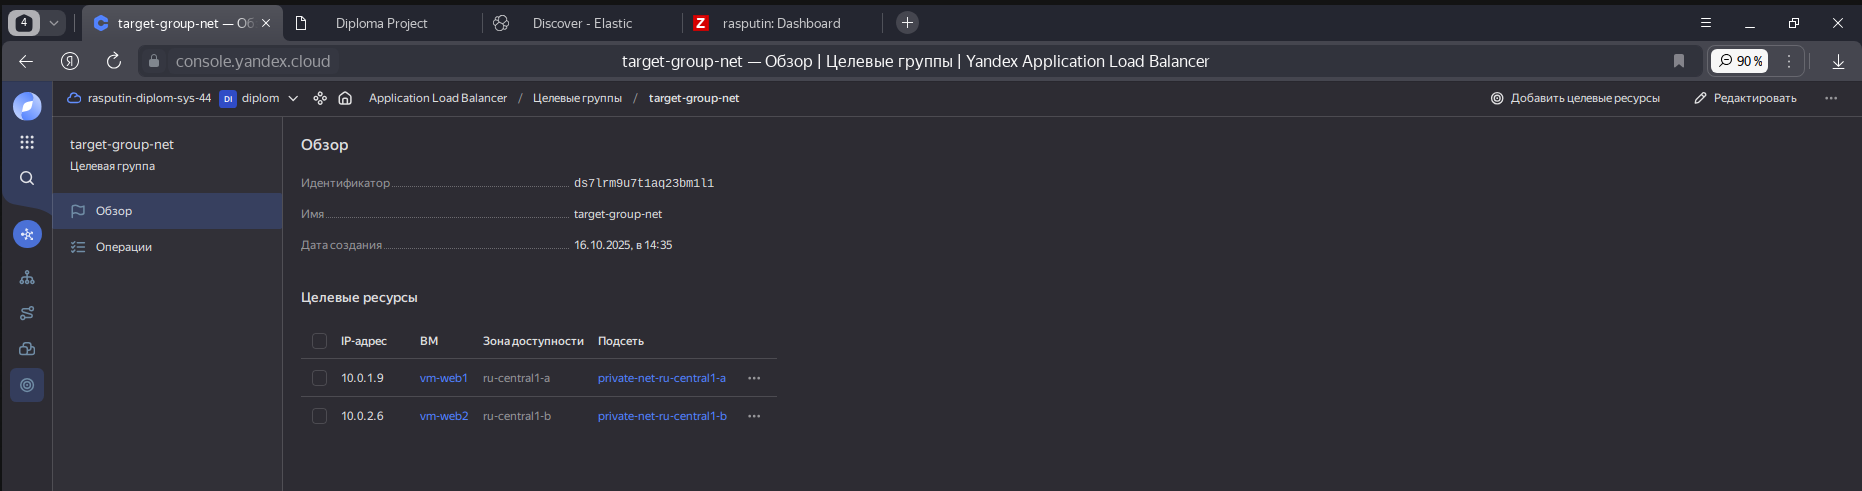 4
target-group-net — Об
Diploma Project
Discover - Elastic
Z
rasputin: Dashboard
Я
console.yandex.cloud
target-group-net — Обзор | Целевые группы | Yandex Application Load Balancer
90 %
rasputin-diplom-sys-44
DI
diplom
Application Load Balancer / Целевые группы / target-group-net
Добавить целевые ресурсы
Редактировать
target-group-net
Целевая группа
Обзор
Операции
Обзор
Идентификатор ds7lrm9u7t1aq23bm1l1
Имя target-group-net
Дата создания 16.10.2025, в 14:35
Целевые ресурсы
IP-адрес ВМ Зона доступности Подсеть
10.0.1.9 vm-web1 ru-central1-a private-net-ru-central1-a
10.0.2.6 vm-web2 ru-central1-b private-net-ru-central1-b